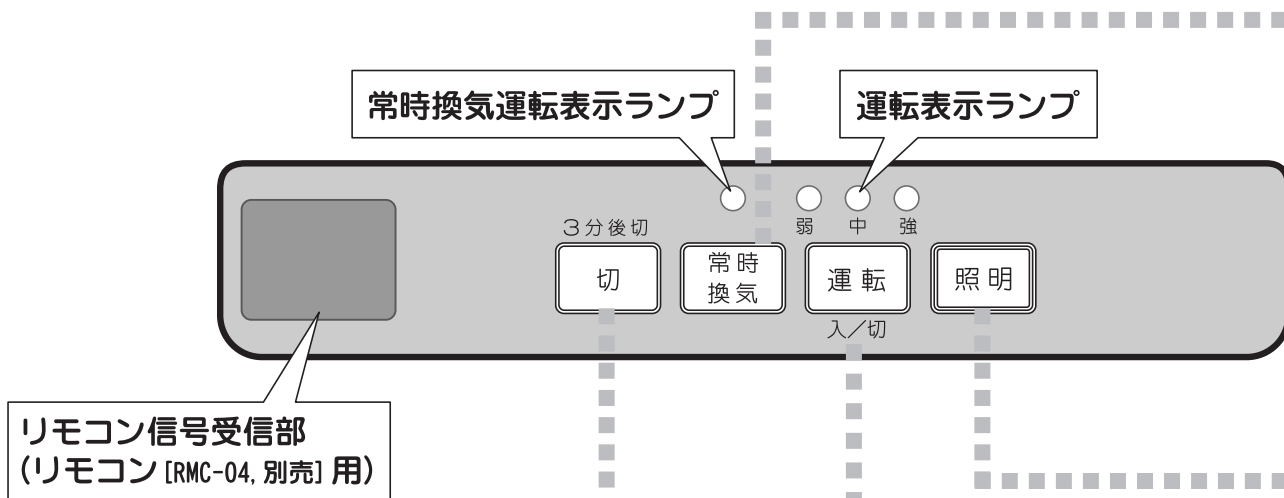 常時換気運転表示ランプ
運転表示ランプ
弱 中 強
3分後切
切
常時
換気
運転
照明
入/切
リモコン信号受信部
(リモコン[RMC-04, 別売]用)